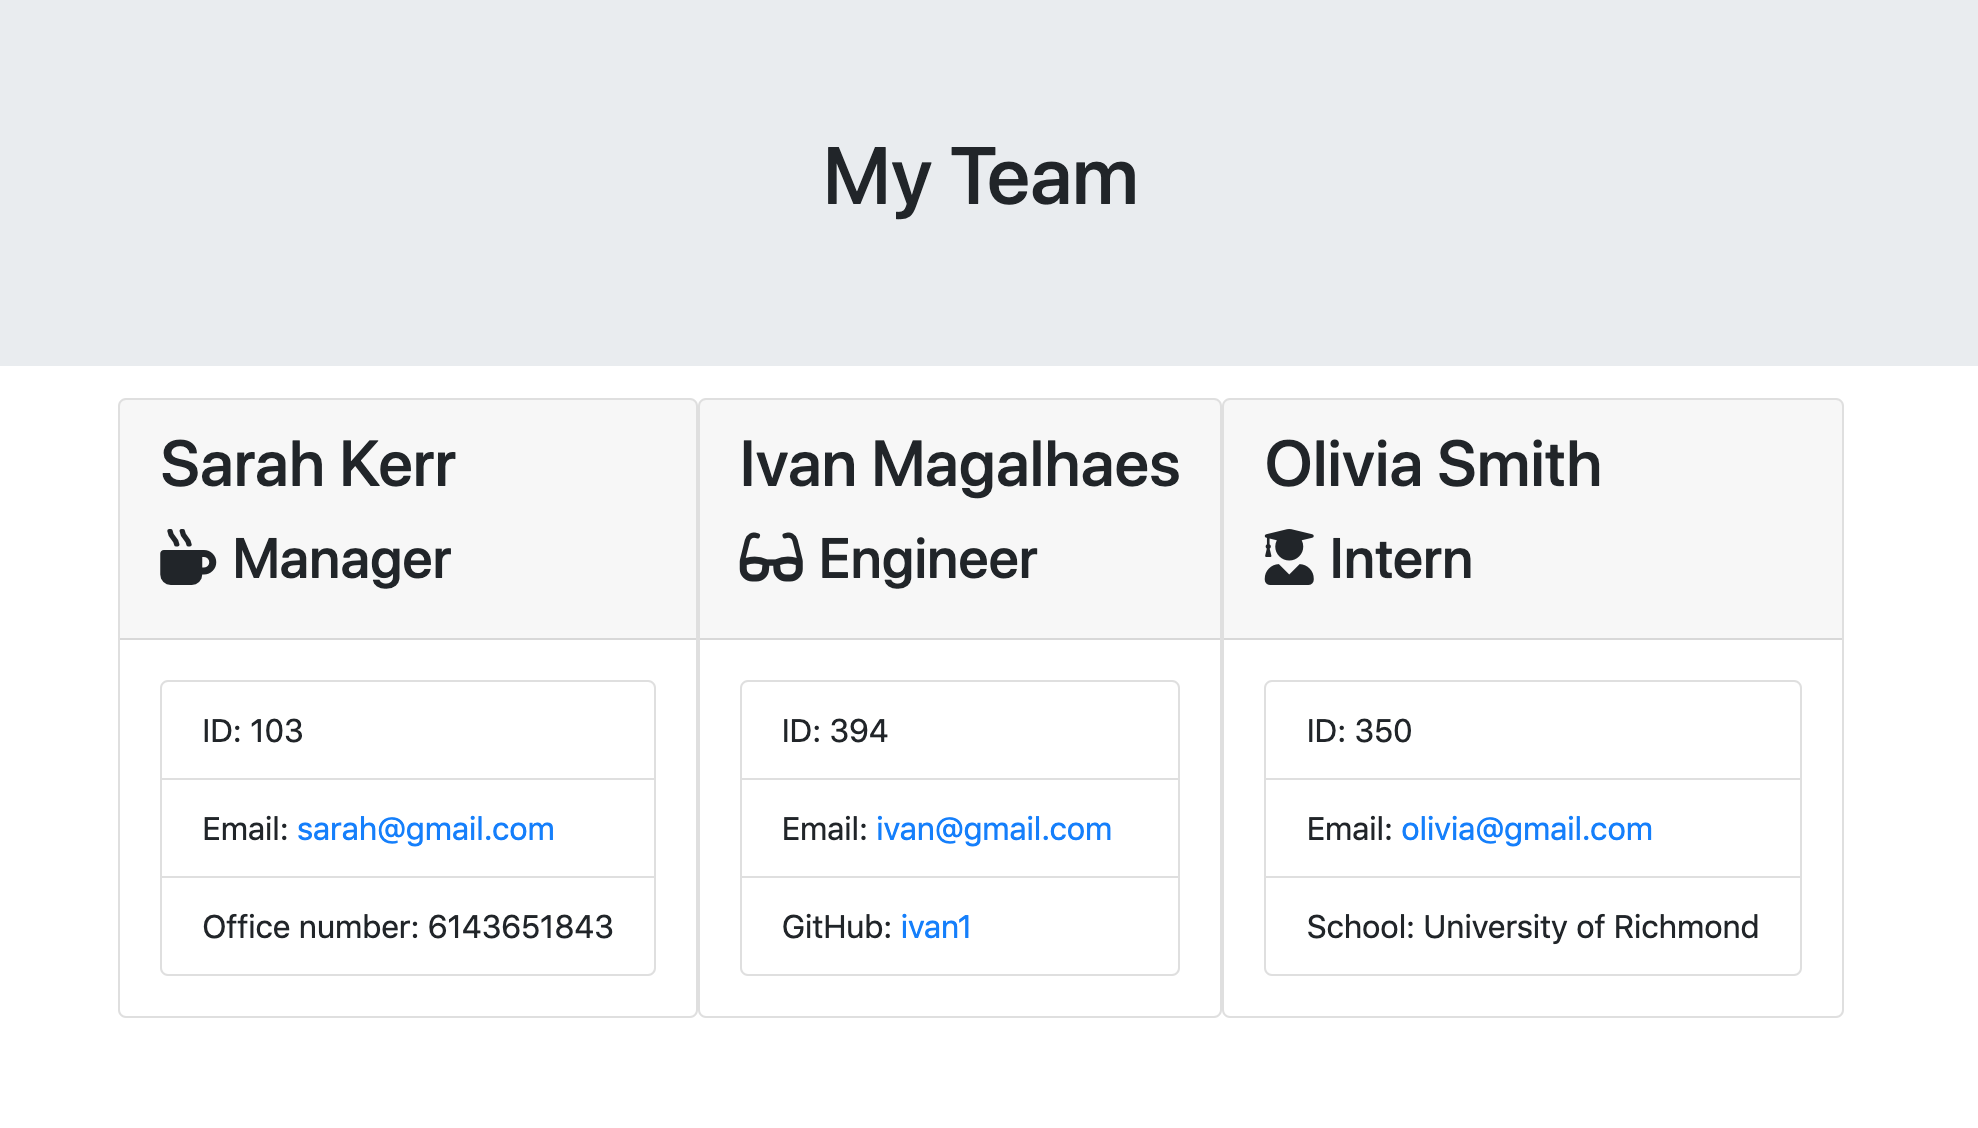 My Team
Sarah Kerr
Manager
ID: 103
Email: sarah@gmail.com
Office number: 6143651843
Ivan Magalhaes
Engineer
ID: 394
Email: ivan@gmail.com
GitHub: ivan1
Olivia Smith
Intern
ID: 350
Email: olivia@gmail.com
School: University of Richmond